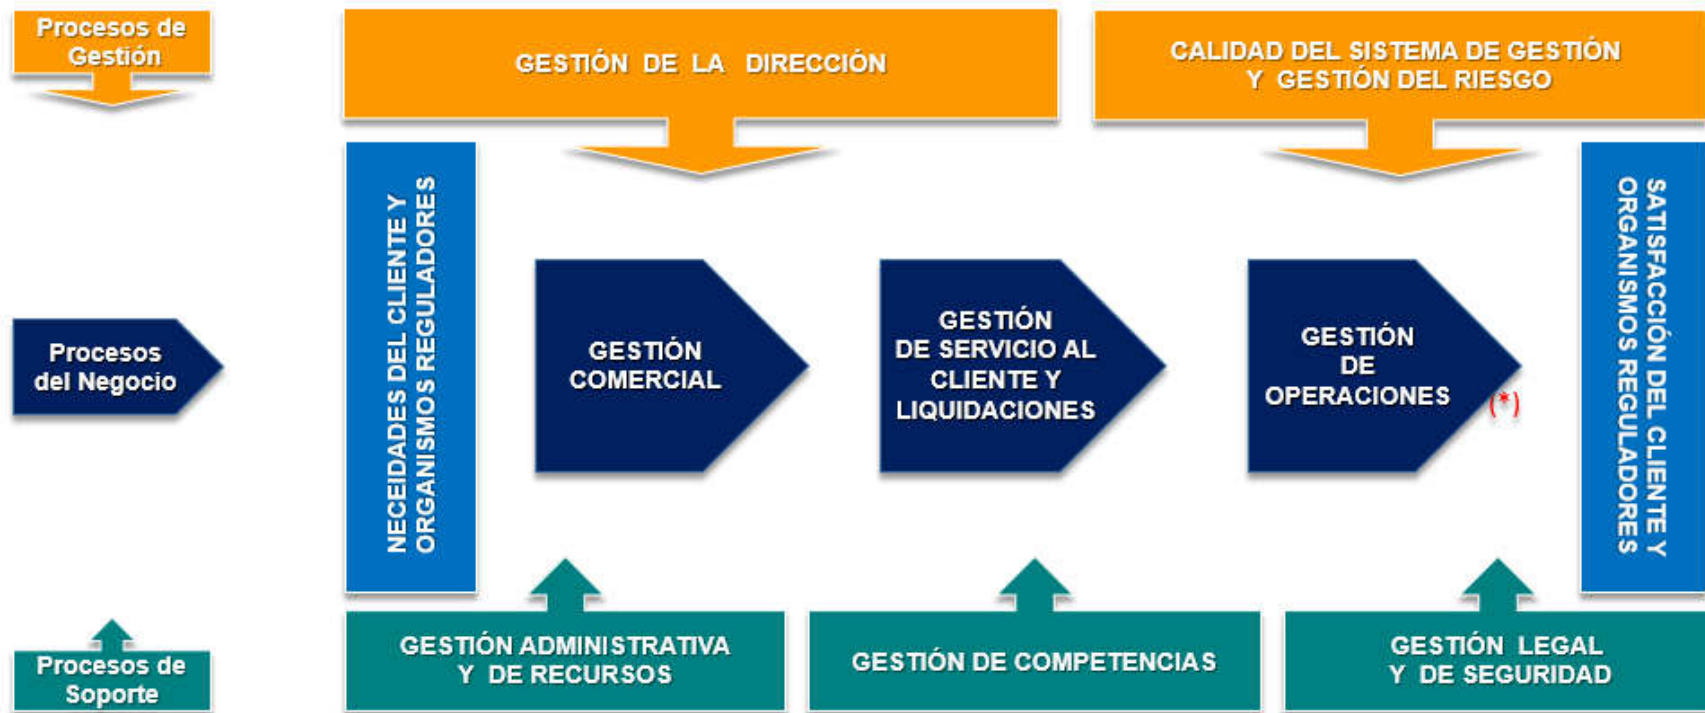 Procesos de
Gestión
GESTIÓN DE LA DIRECCIÓN
CALIDAD DEL SISTEMA DE GESTIÓN
Y GESTIÓN DEL RIESGO
NECEIDADES DEL CLIENTE Y
ORGANISMOS REGULADORES
SATISFACCIÓN DEL CLIENTE Y
ORGANISMOS REGULADORES
Procesos
del Negocio
GESTIÓN
COMERCIAL
GESTIÓN
DE SERVICIO AL
CLIENTE Y
LIQUIDACIONES
GESTIÓN
DE
OPERACIONES
(*)
Procesos de
Soporte
GESTIÓN ADMINISTRATIVA
Y DE RECURSOS
GESTIÓN DE COMPETENCIAS
GESTIÓN LEGAL
Y DE SEGURIDAD